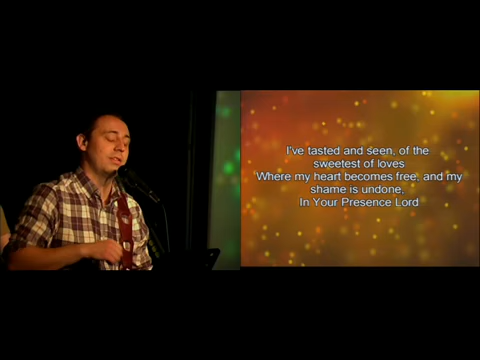 I've tasted and seen, of the
sweetest of loves
Where my heart becomes free, and my
shame is undone,
In Your Presence Lord